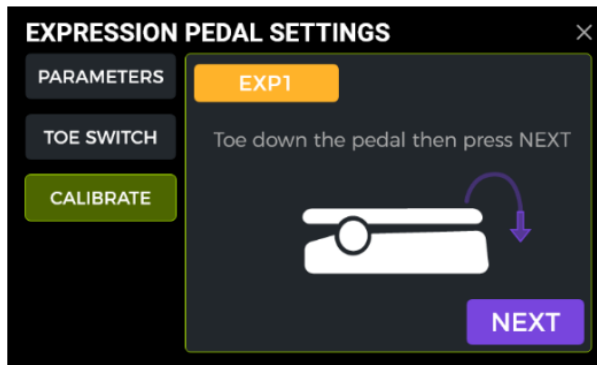 EXPRESSION PEDAL SETTINGS
PARAMETERS
EXP1
TOE SWITCH
Toe down the pedal then press NEXT
CALIBRATE
NEXT